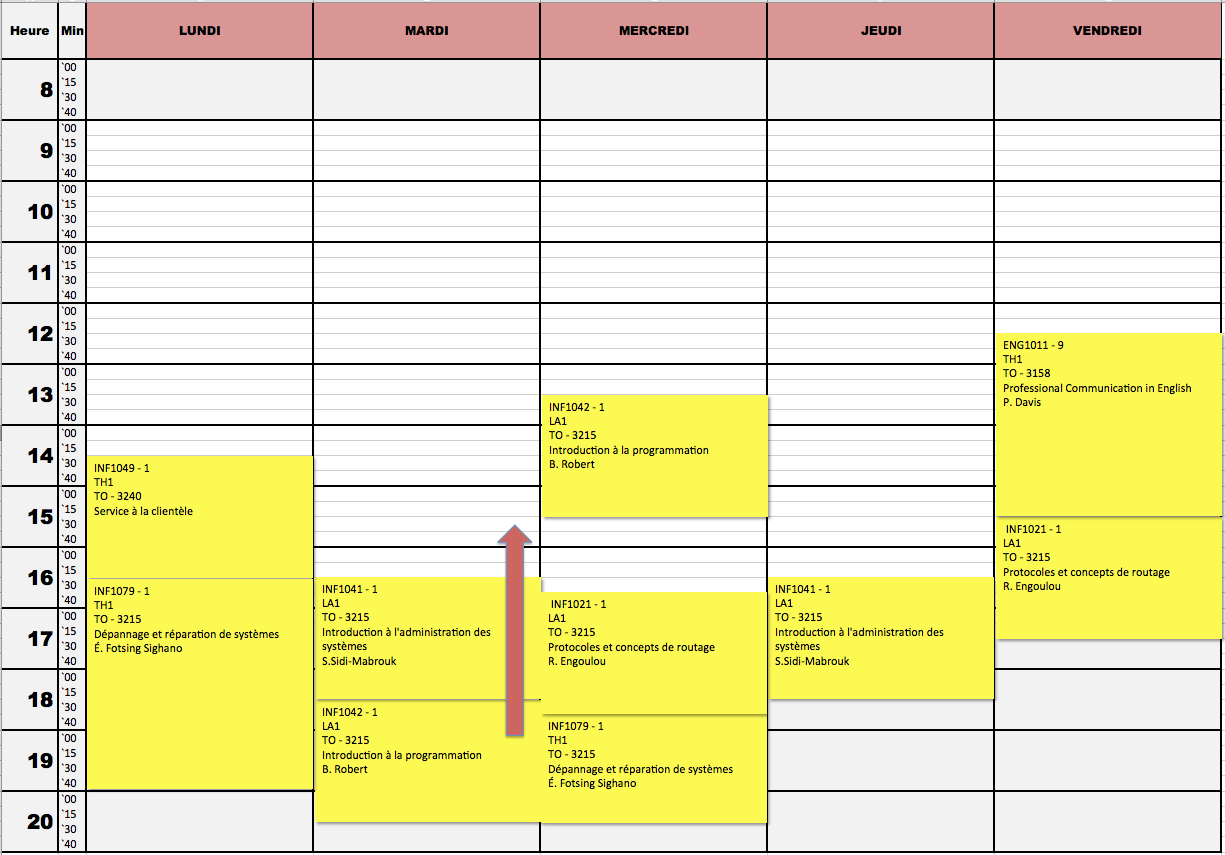 Heure Min LUNDI MARDI MERCREDI JEUDI VENDREDI
8
`00
`15
`30
`40
9
`00
`15
`30
`40
10
`00
`15
`30
`40
11
`00
`15
`30
`40
12
`00
`15
`30
`40
13
`00
`15
`30
`40
14
`00
`15
`30
`40
15
`00
`15
`30
`40
16
`00
`15
`30
`40
17
`00
`15
`30
`40
18
`00
`15
`30
`40
19
`00
`15
`30
`40
20
`00
`15
`30
`40
INF1049 - 1
TH1
TO - 3240
Service à la clientèle
INF1079 - 1
TH1
TO - 3215
Dépannage et réparation de systèmes
É. Fotsing Sighano
INF1041 - 1
LA1
TO - 3215
Introduction à l'administration des
systèmes
S.Sidi-Mabrouk
INF1042 - 1
LA1
TO - 3215
Introduction à la programmation
B. Robert
INF1042 - 1
LA1
TO - 3215
Introduction à la programmation
B. Robert
INF1021 - 1
LA1
TO - 3215
Protocoles et concepts de routage
R. Engoulou
INF1079 - 1
TH1
TO - 3215
Dépannage et réparation de systèmes
É. Fotsing Sighano
INF1041 - 1
LA1
TO - 3215
Introduction à l'administration des
systèmes
S.Sidi-Mabrouk
ENG1011 - 9
TH1
TO - 3158
Professional Communication in English
P. Davis
INF1021 - 1
LA1
TO - 3215
Protocoles et concepts de routage
R. Engoulou